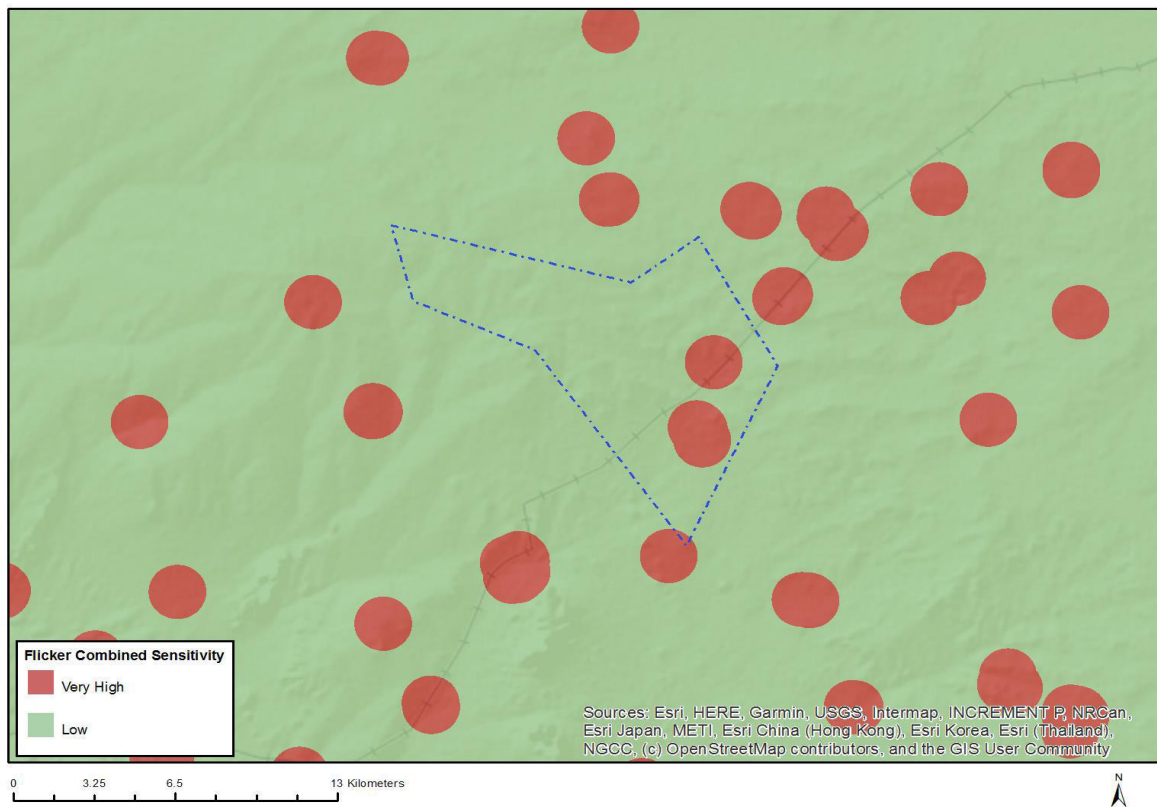 Flicker Combined Sensitivity
Very High
Low
Sources: Esri, HERE, Garmin, USGS, Intermap, INCREMENT P, NRCan,
Esri Japan, METI, Esri China (Hong Kong), Esri Korea, Esri (Thailand),
NGCC, (c) OpenStreetMap contributors, and the GIS User Community
0 3.25 6.5 13 Kilometers
N